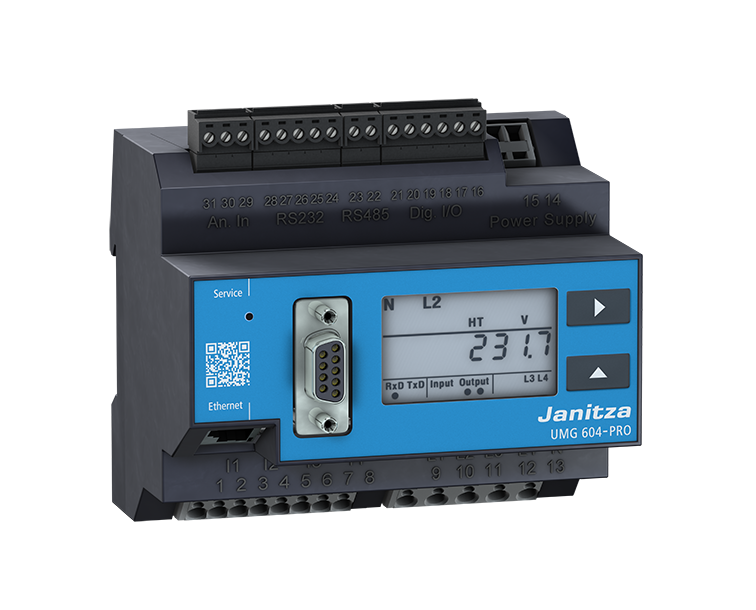 31 30 29 28 27 26 25 24 23 22 21 20 19 18 17 16 15 14
An. In RS232 RS485 Dig. I/O Power Supply
Service
N L2
HT V
231.7
RxD TxD Input Output L3 L4
Ethernet
Janitza
UMG 604-PRO
I1
1 2 3 4 5 6 7 8 9 10 11 12 13